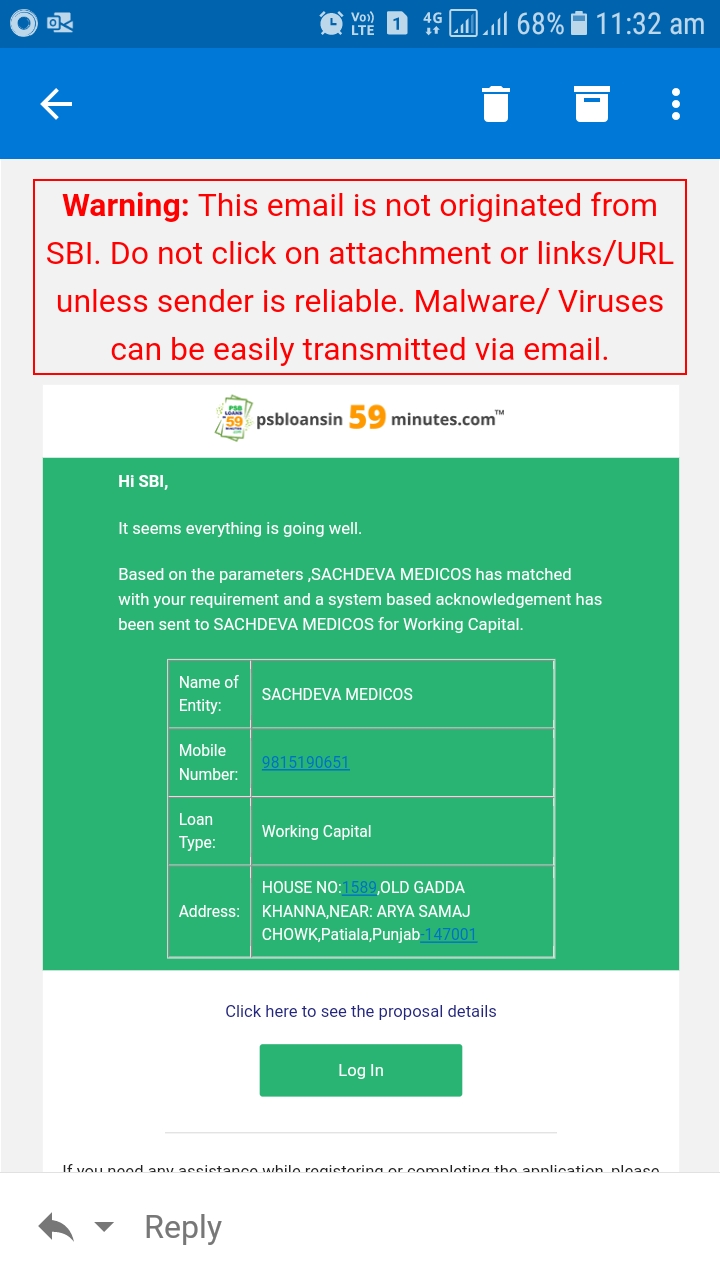 Vo)) LTE 1 4G 68% 11:32 am
Warning: This email is not originated from
SBI. Do not click on attachment or links/URL
unless sender is reliable. Malware/ Viruses
can be easily transmitted via email.
PSB LOANS IN 59 MINUTES psbloansin 59 minutes.com™
Hi SBI,
It seems everything is going well.
Based on the parameters ,SACHDEVA MEDICOS has matched
with your requirement and a system based acknowledgement has
been sent to SACHDEVA MEDICOS for Working Capital.
Name of
Entity:
SACHDEVA MEDICOS
Mobile
Number:
9815190651
Loan
Type:
Working Capital
Address:
HOUSE NO:1589,OLD GADDA
KHANNA,NEAR: ARYA SAMAJ
CHOWK,Patiala,Punjab-147001
Click here to see the proposal details
Log In
If you need any assistance while registering or completing the application, please
Reply